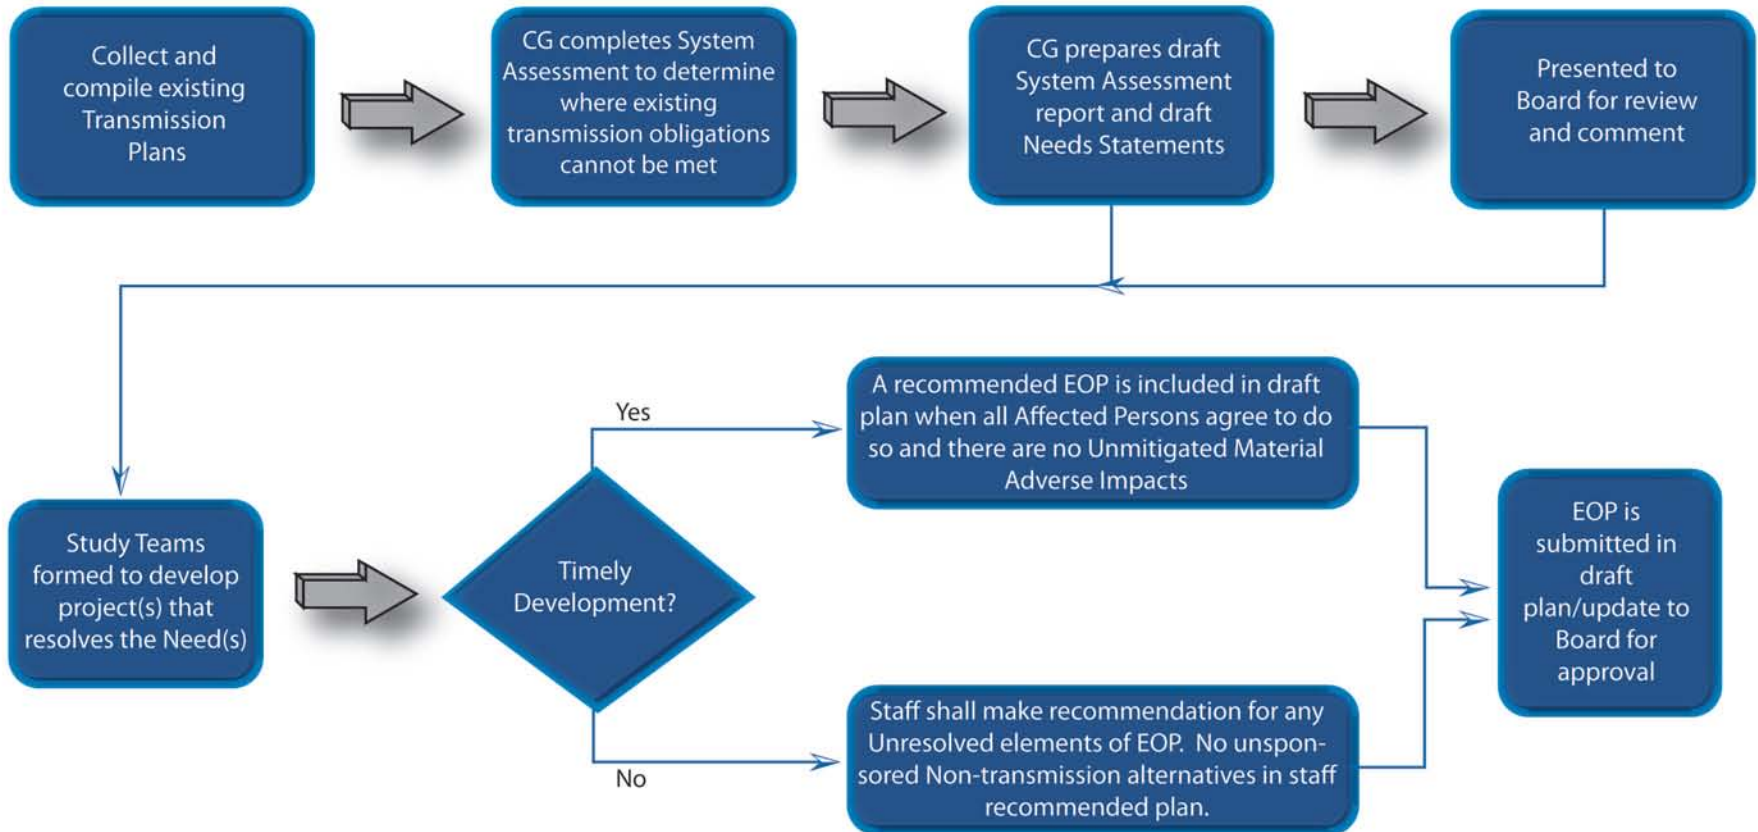 Collect and
compile existing
Transmission
Plans
CG completes System
Assessment to determine
where existing
transmission obligations
cannot be met
CG prepares draft
System Assessment
report and draft
Needs Statements
Presented to
Board for review
and comment
Study Teams
formed to develop
project(s) that
resolves the Need(s)
Timely
Development?
Yes
A recommended EOP is included in draft
plan when all Affected Persons agree to do
so and there are no Unmitigated Material
Adverse Impacts
No
Staff shall make recommendation for any
Unresolved elements of EOP.  No unspon-
sored Non-transmission alternatives in staff
recommended plan.
EOP is
submitted in
draft
plan/update to
Board for
approval